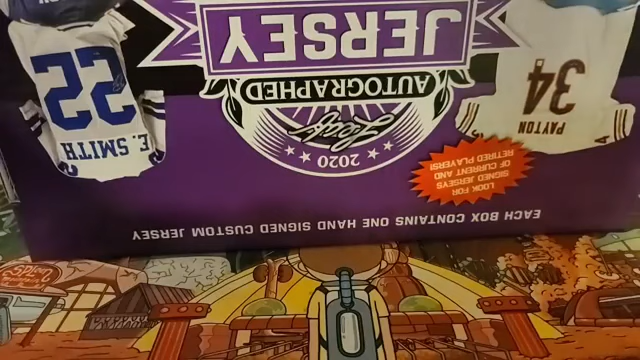 JERSEY
AUTOGRAPHED
Leaf
2020
E. SMITH
22
PAYTON
34
LOOK FOR
SIGNED JERSEYS
OF CURRENT AND
RETIRED PLAYERS!
EACH BOX CONTAINS ONE HAND SIGNED CUSTOM JERSEY